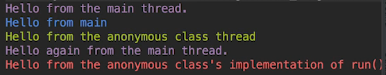 Hello from the main thread.
Hello from main
Hello from the anonymous class thread
Hello again from the main thread.
Hello from the anonymous class's implementation of run()